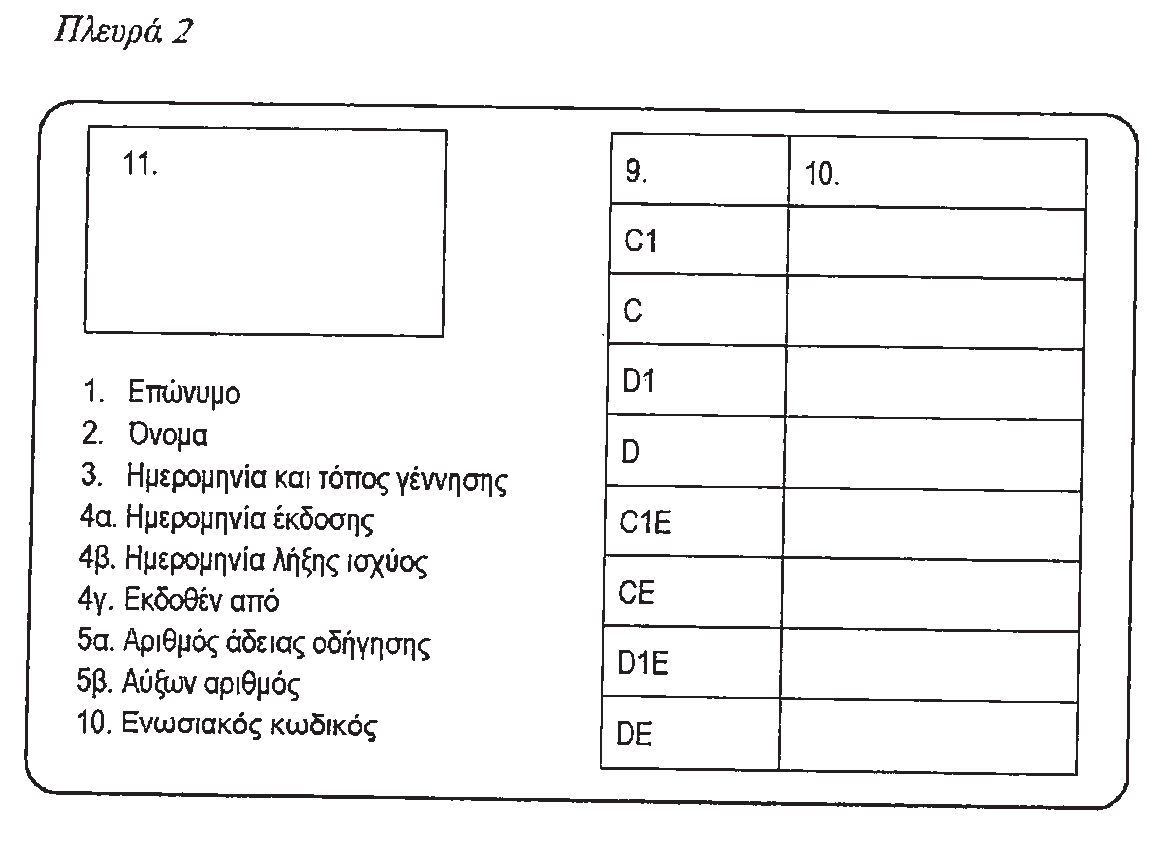 Πλευρά 2
11.
1. Επώνυμο
2. Όνομα
3. Ημερομηνία και τόπος γέννησης
4α. Ημερομηνία έκδοσης
4β. Ημερομηνία λήξης ισχύος
4γ. Εκδοθέν από
5α. Αριθμός άδειας οδήγησης
5β. Αύξων αριθμός
10. Ενωσιακός κωδικός
9. 10.
C1
C
D1
D
C1E
CE
D1E
DE